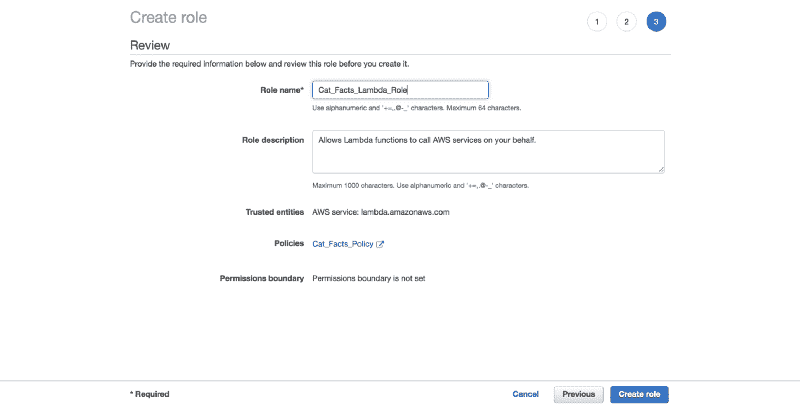 Create role
1 2 3
Review
Provide the required information below and review this role before you create it.
Role name* Cat_Facts_Lambda_Role
Use alphanumeric and '+=,.@-_' characters. Maximum 64 characters.
Role description Allows Lambda functions to call AWS services on your behalf.
Maximum 1000 characters. Use alphanumeric and '+=,.@-_' characters.
Trusted entities AWS service: lambda.amazonaws.com
Policies Cat_Facts_Policy
Permissions boundary Permissions boundary is not set
* Required Cancel Previous Create role